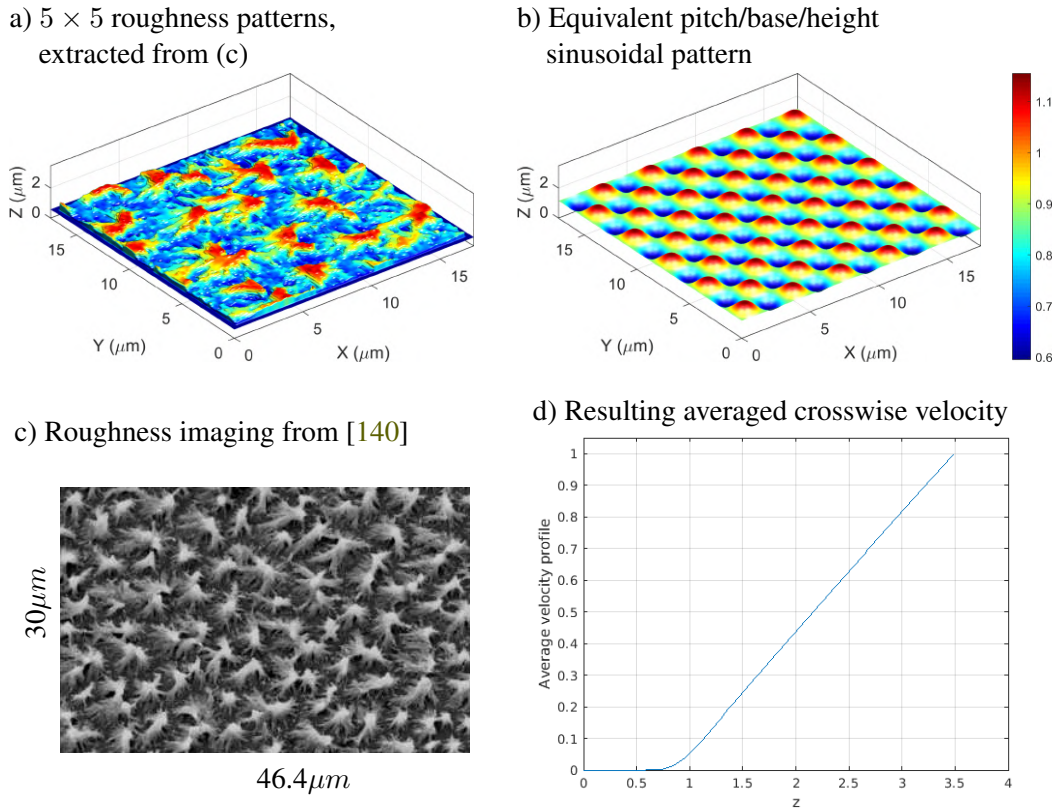 a) 5 × 5 roughness patterns,
extracted from (c)
Z (μm)
2
0
15
10
5
0
Y (μm)
0
5
10
15
X (μm)
b) Equivalent pitch/base/height
sinusoidal pattern
Z (μm)
2
0
15
10
5
0
Y (μm)
0
5
10
15
X (μm)
1.1
1
0.9
0.8
0.7
0.6
c) Roughness imaging from [140]
30μm
46.4μm
d) Resulting averaged crosswise velocity
Average velocity profile
1
0.9
0.8
0.7
0.6
0.5
0.4
0.3
0.2
0.1
0
0 0.5 1 1.5 2 2.5 3 3.5 4
z